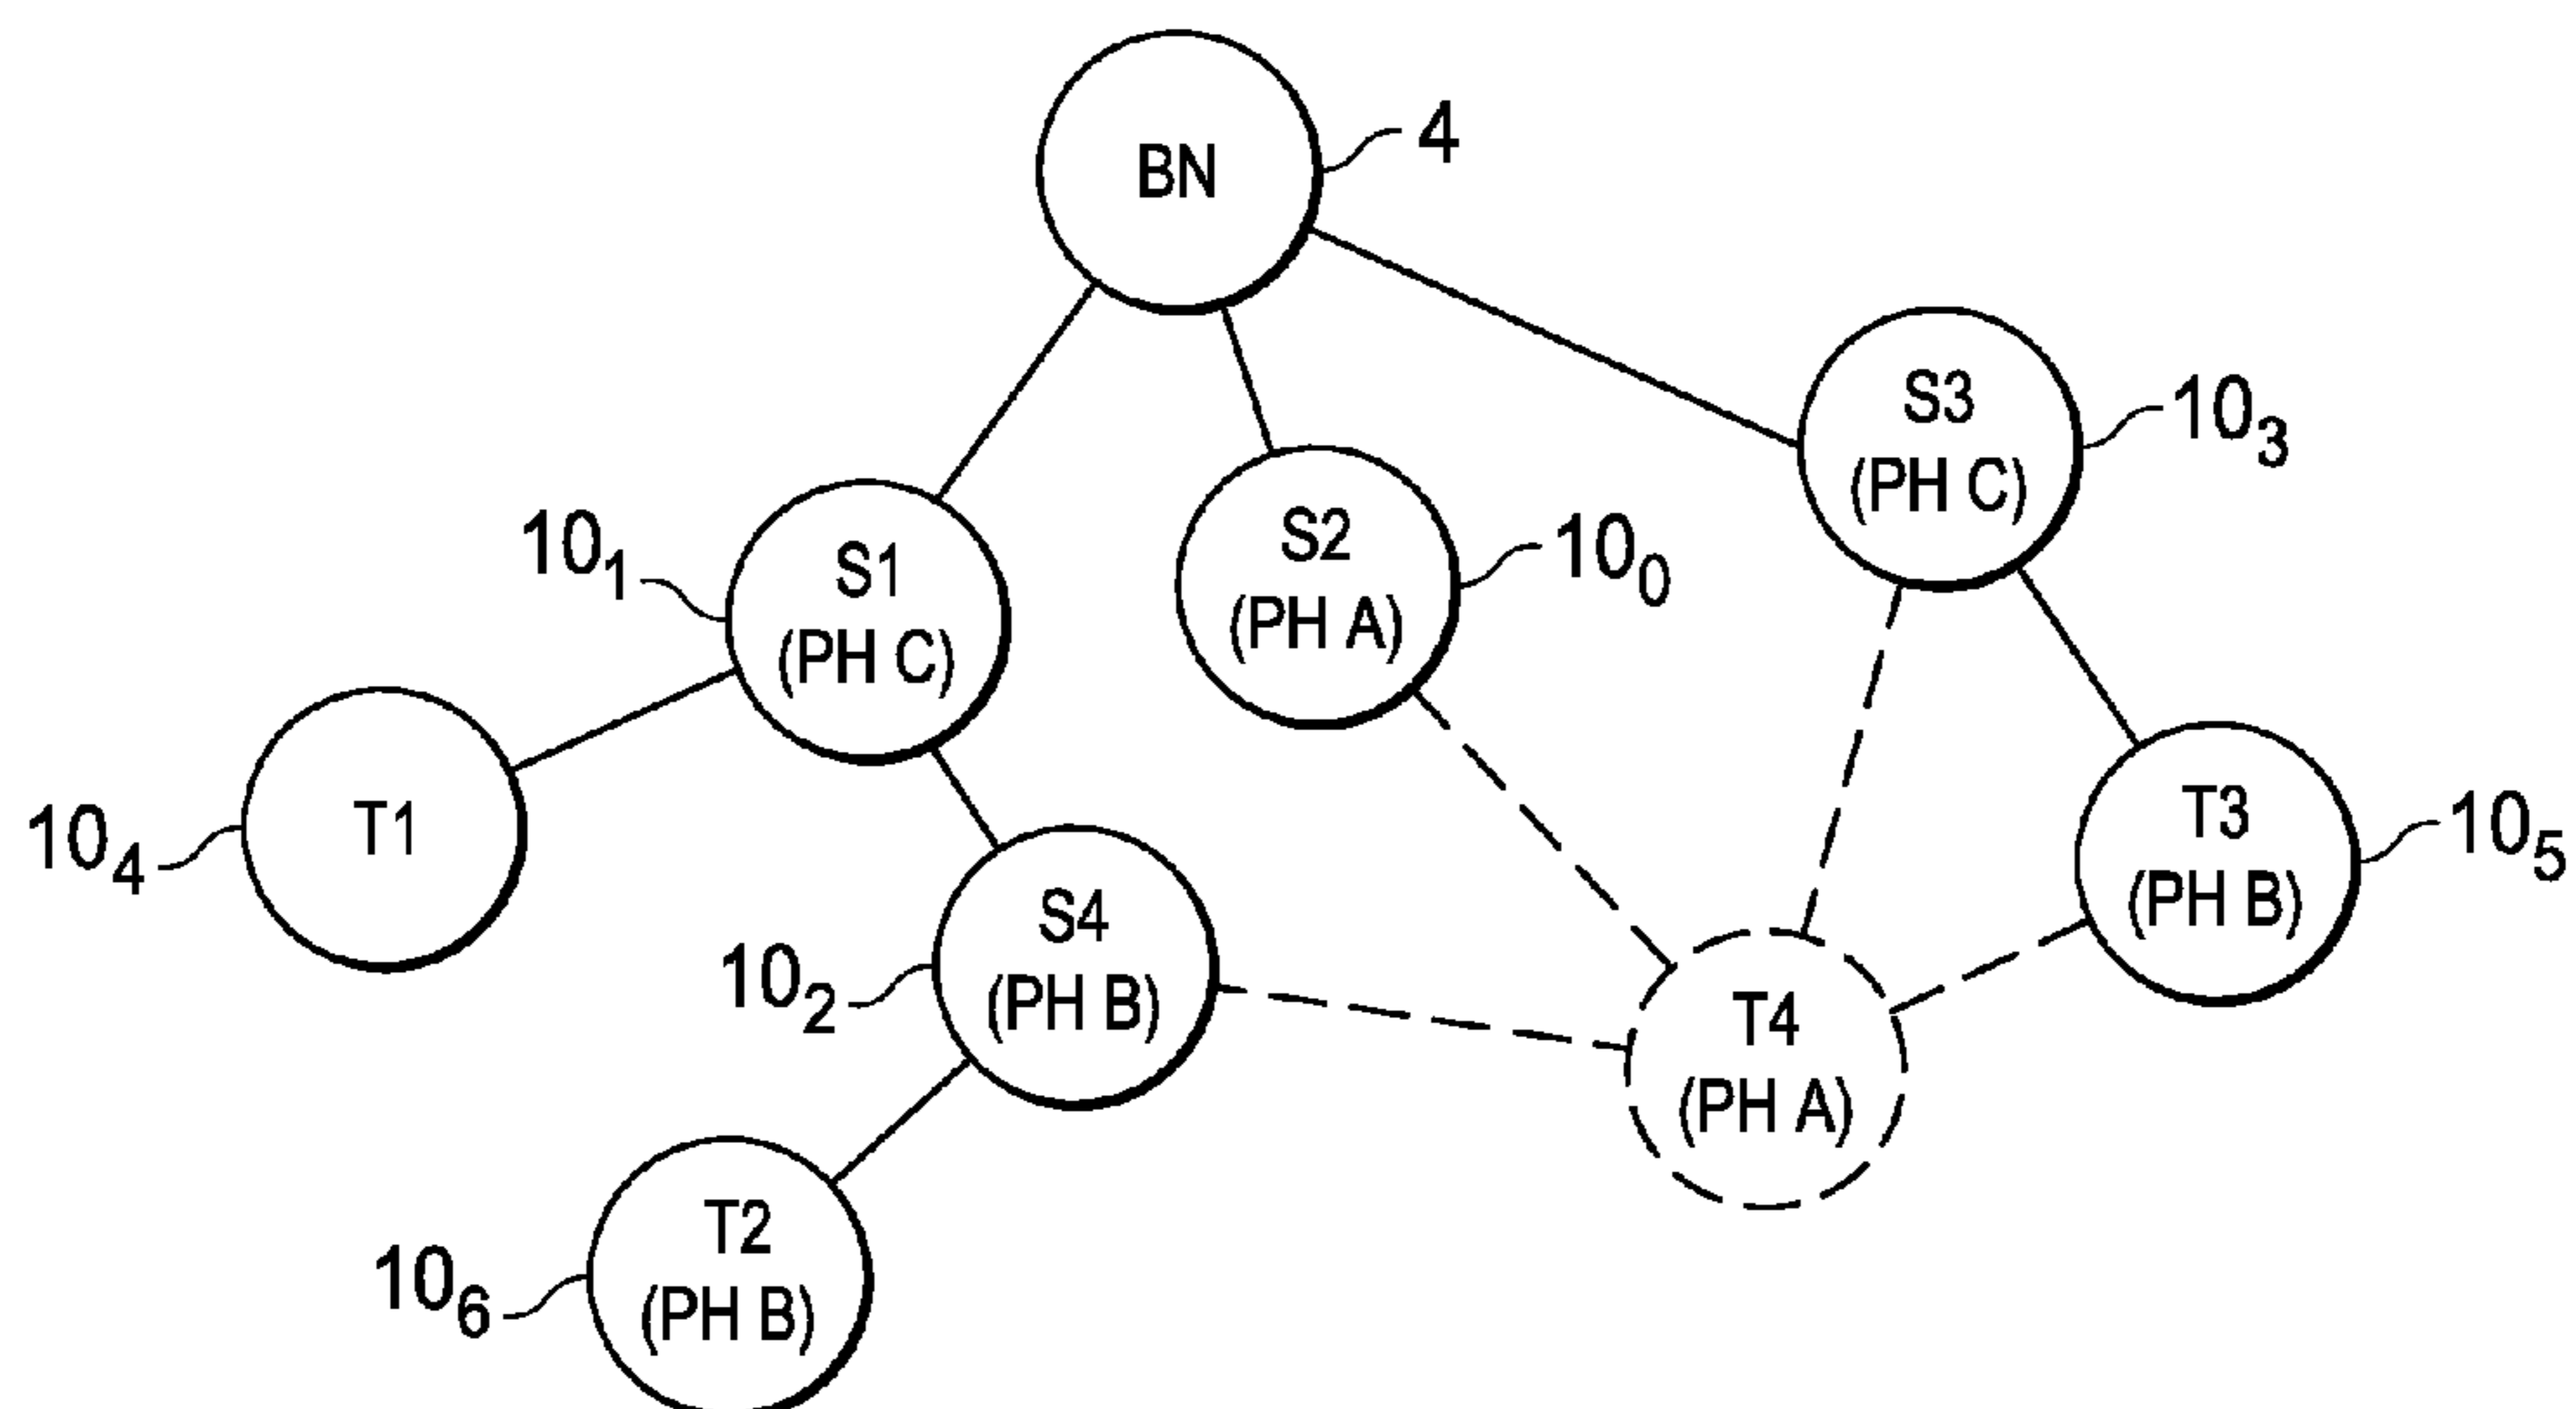 BN
4
S3
(PH C)
10₃
S2
(PH A)
10₀
10₁
S1
(PH C)
T1
10₄
T3
(PH B)
10₅
S4
(PH B)
10₂
T4
(PH A)
T2
(PH B)
10₆